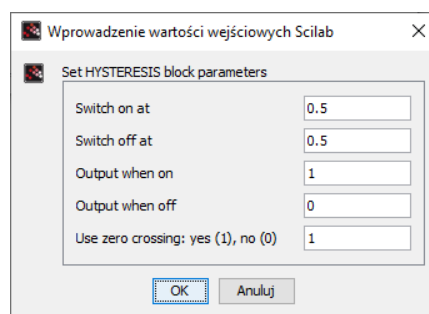 Wprowadzenie wartości wejściowych Scilab
Set HYSTERESIS block parameters
Switch on at 0.5
Switch off at 0.5
Output when on 1
Output when off 0
Use zero crossing: yes (1), no (0) 1
OK Anuluj